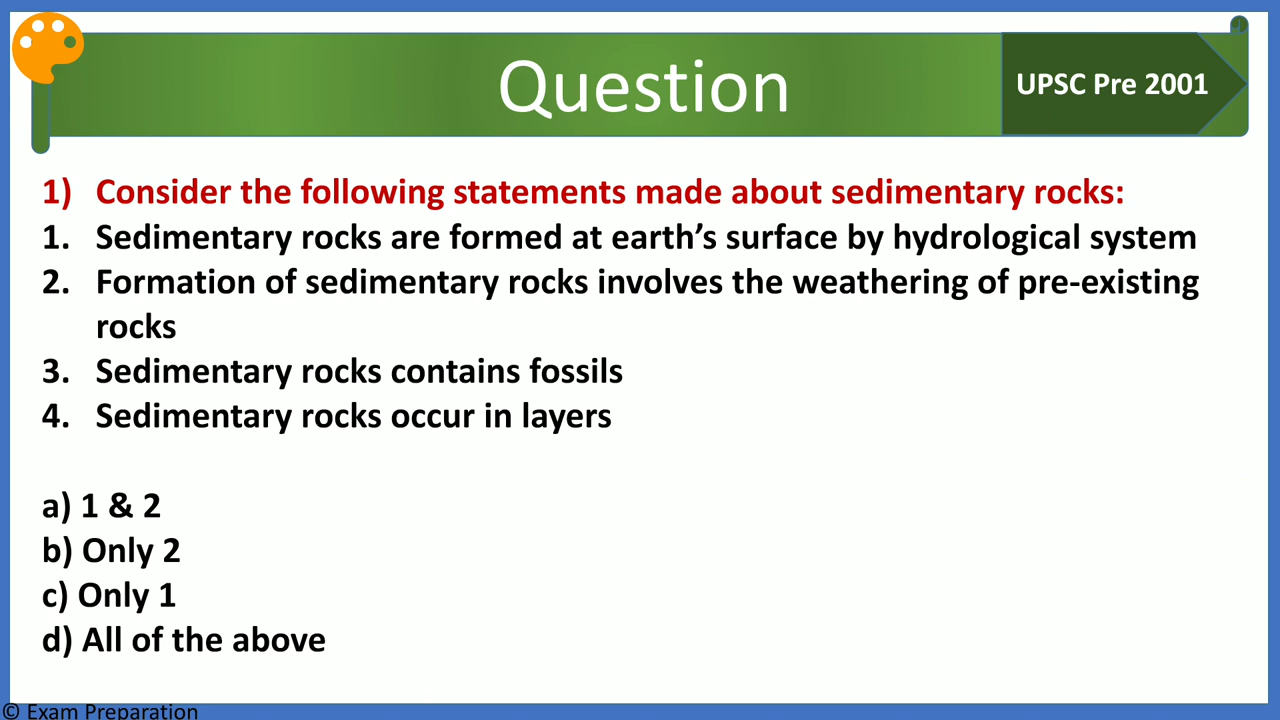 Question
UPSC Pre 2001
1) Consider the following statements made about sedimentary rocks:
1. Sedimentary rocks are formed at earth’s surface by hydrological system
2. Formation of sedimentary rocks involves the weathering of pre-existing
rocks
3. Sedimentary rocks contains fossils
4. Sedimentary rocks occur in layers
a) 1 & 2
b) Only 2
c) Only 1
d) All of the above
© Exam Preparation